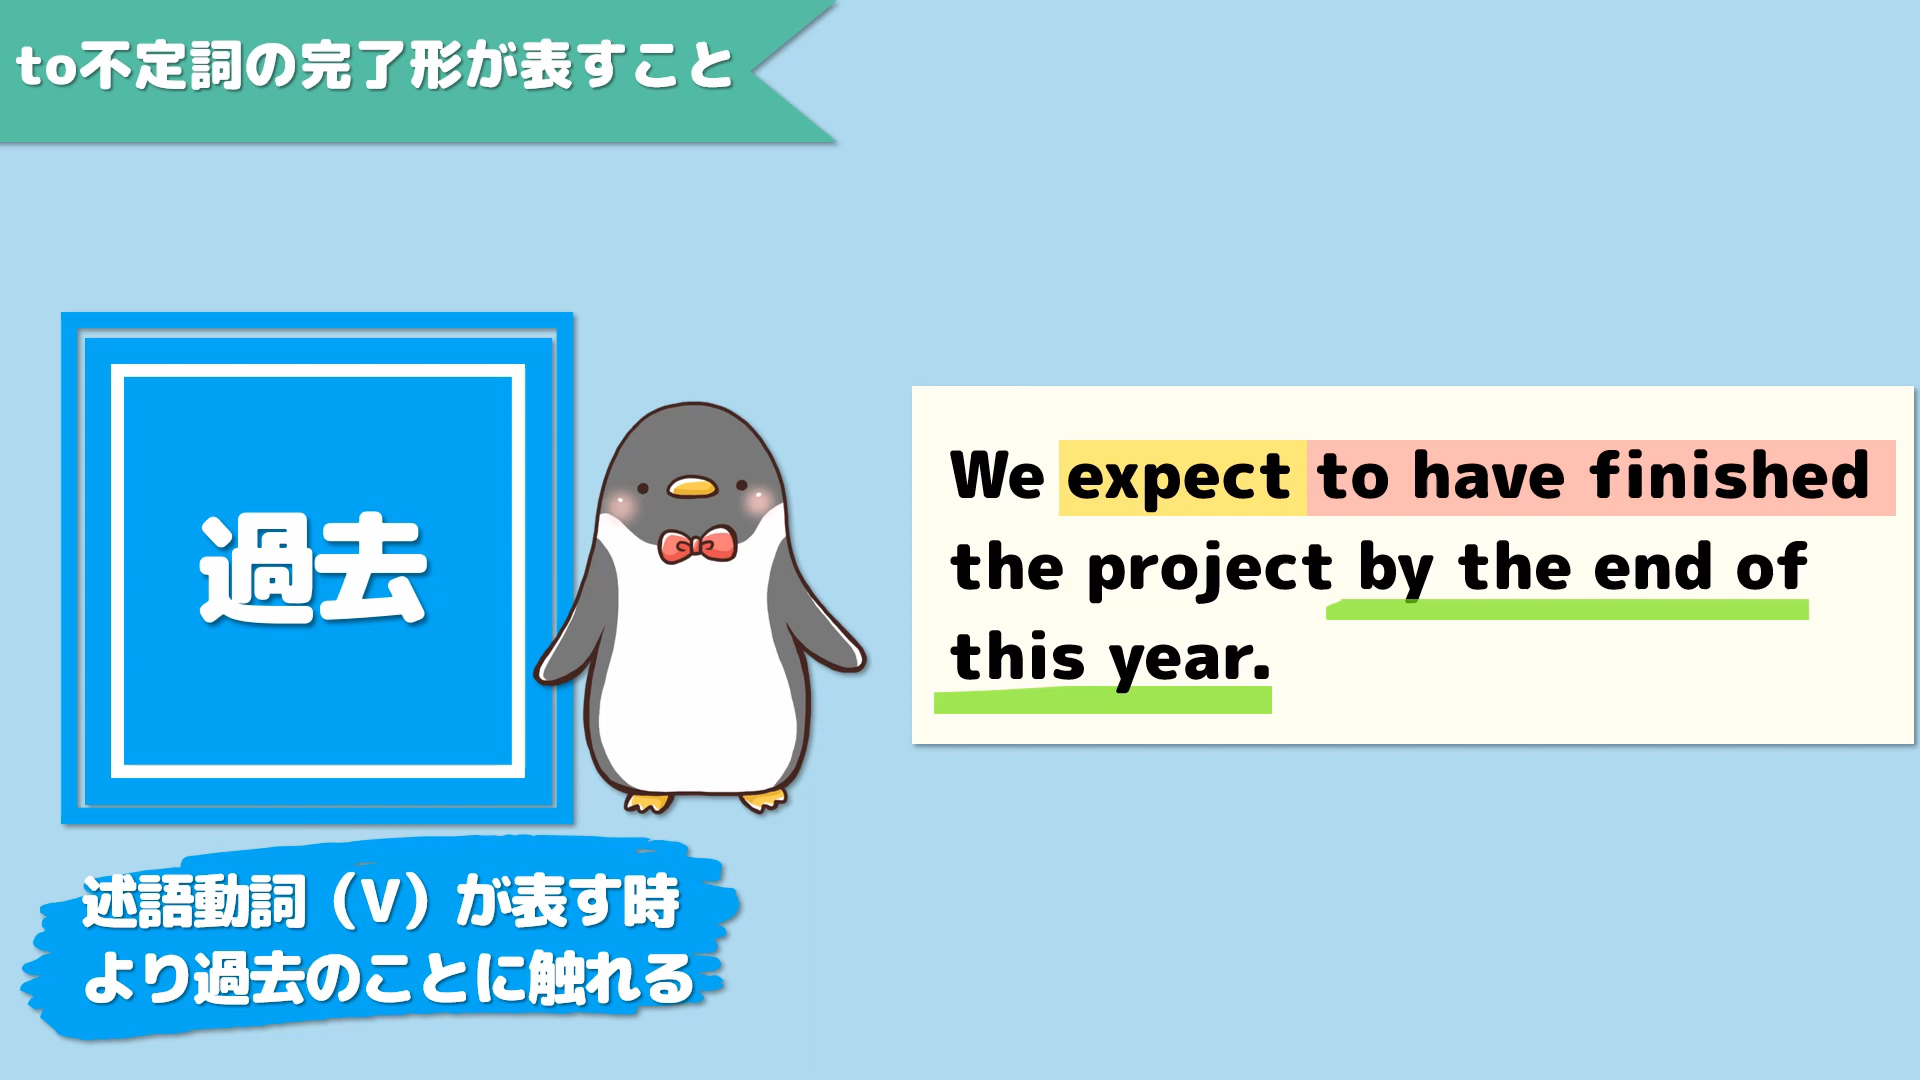 to不定詞の完了形が表すこと
過去
述語動詞（V）が表す時
より過去のことに触れる
We expect to have finished
the project by the end of
this year.